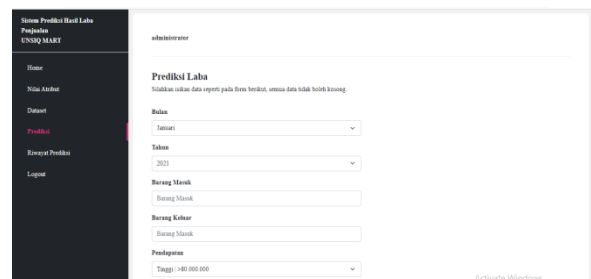 Sistem Prediksi Hasil Laba
Penjualan
UNSIQ MART
Home
Nilai Atribut
Dataset
Prediksi
Riwayat Prediksi
Logout
administrator
Prediksi Laba
Silahkan isikan data seperti pada form berikut, semua data tidak boleh kosong.
Bulan
Januari
Tahun
2021
Barang Masuk
Barang Masuk
Barang Keluar
Barang Masuk
Pendapatan
Tinggi | >80.000.000
Activate Windows